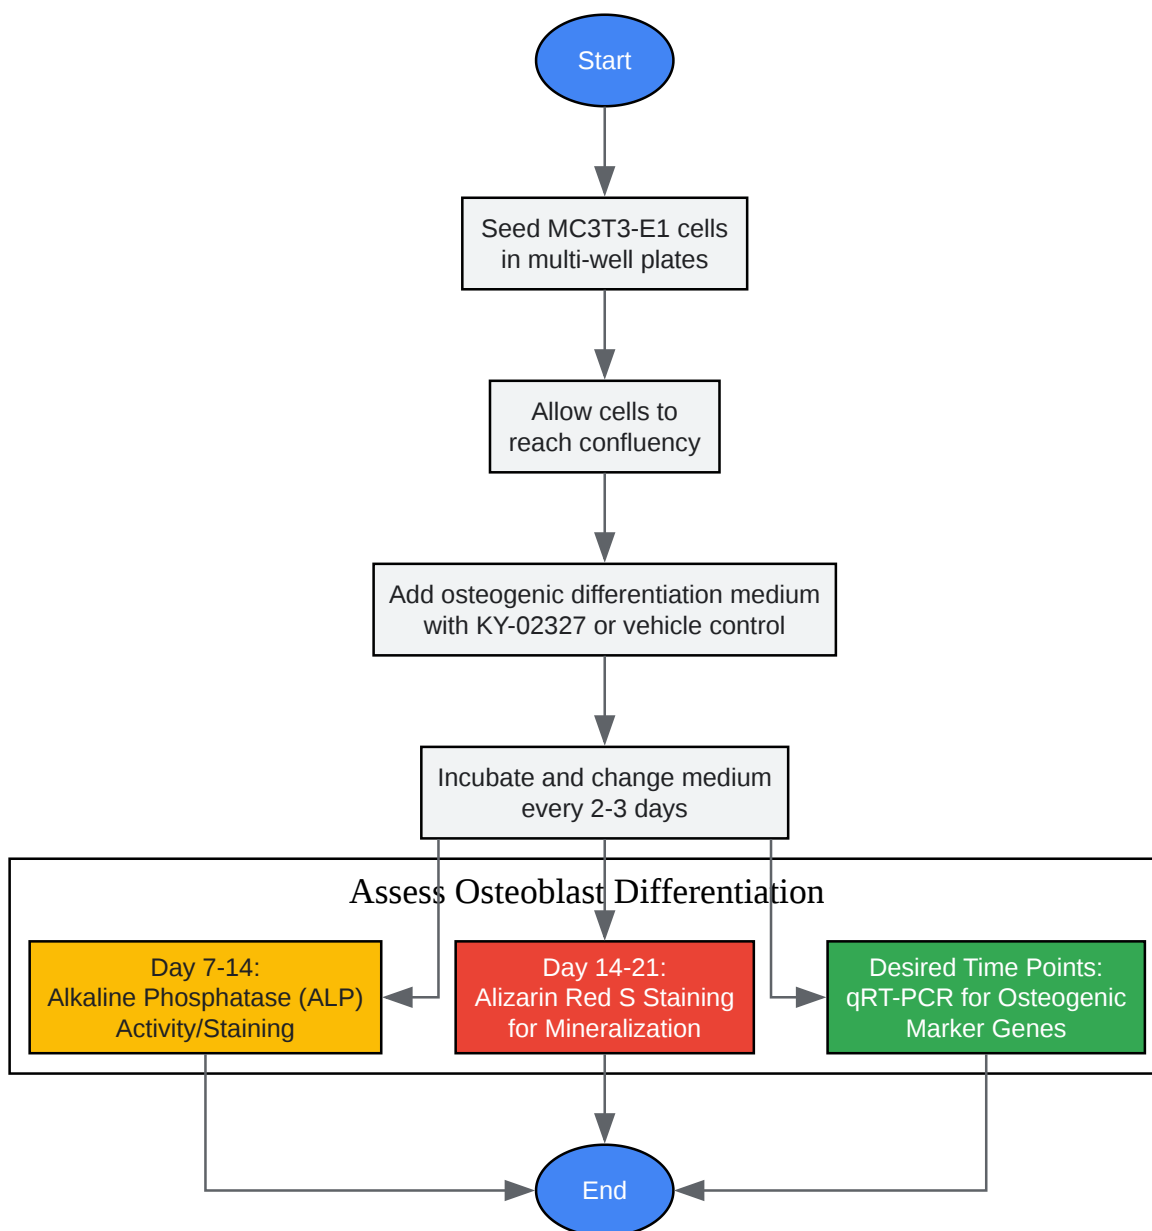 Start
Seed MC3T3-E1 cells
in multi-well plates
Allow cells to
reach confluency
Add osteogenic differentiation medium
with KY-02327 or vehicle control
Incubate and change medium
every 2-3 days
Assess Osteoblast Differentiation
Day 7-14:
Alkaline Phosphatase (ALP)
Activity/Staining
Day 14-21:
Alizarin Red S Staining
for Mineralization
Desired Time Points:
qRT-PCR for Osteogenic
Marker Genes
End